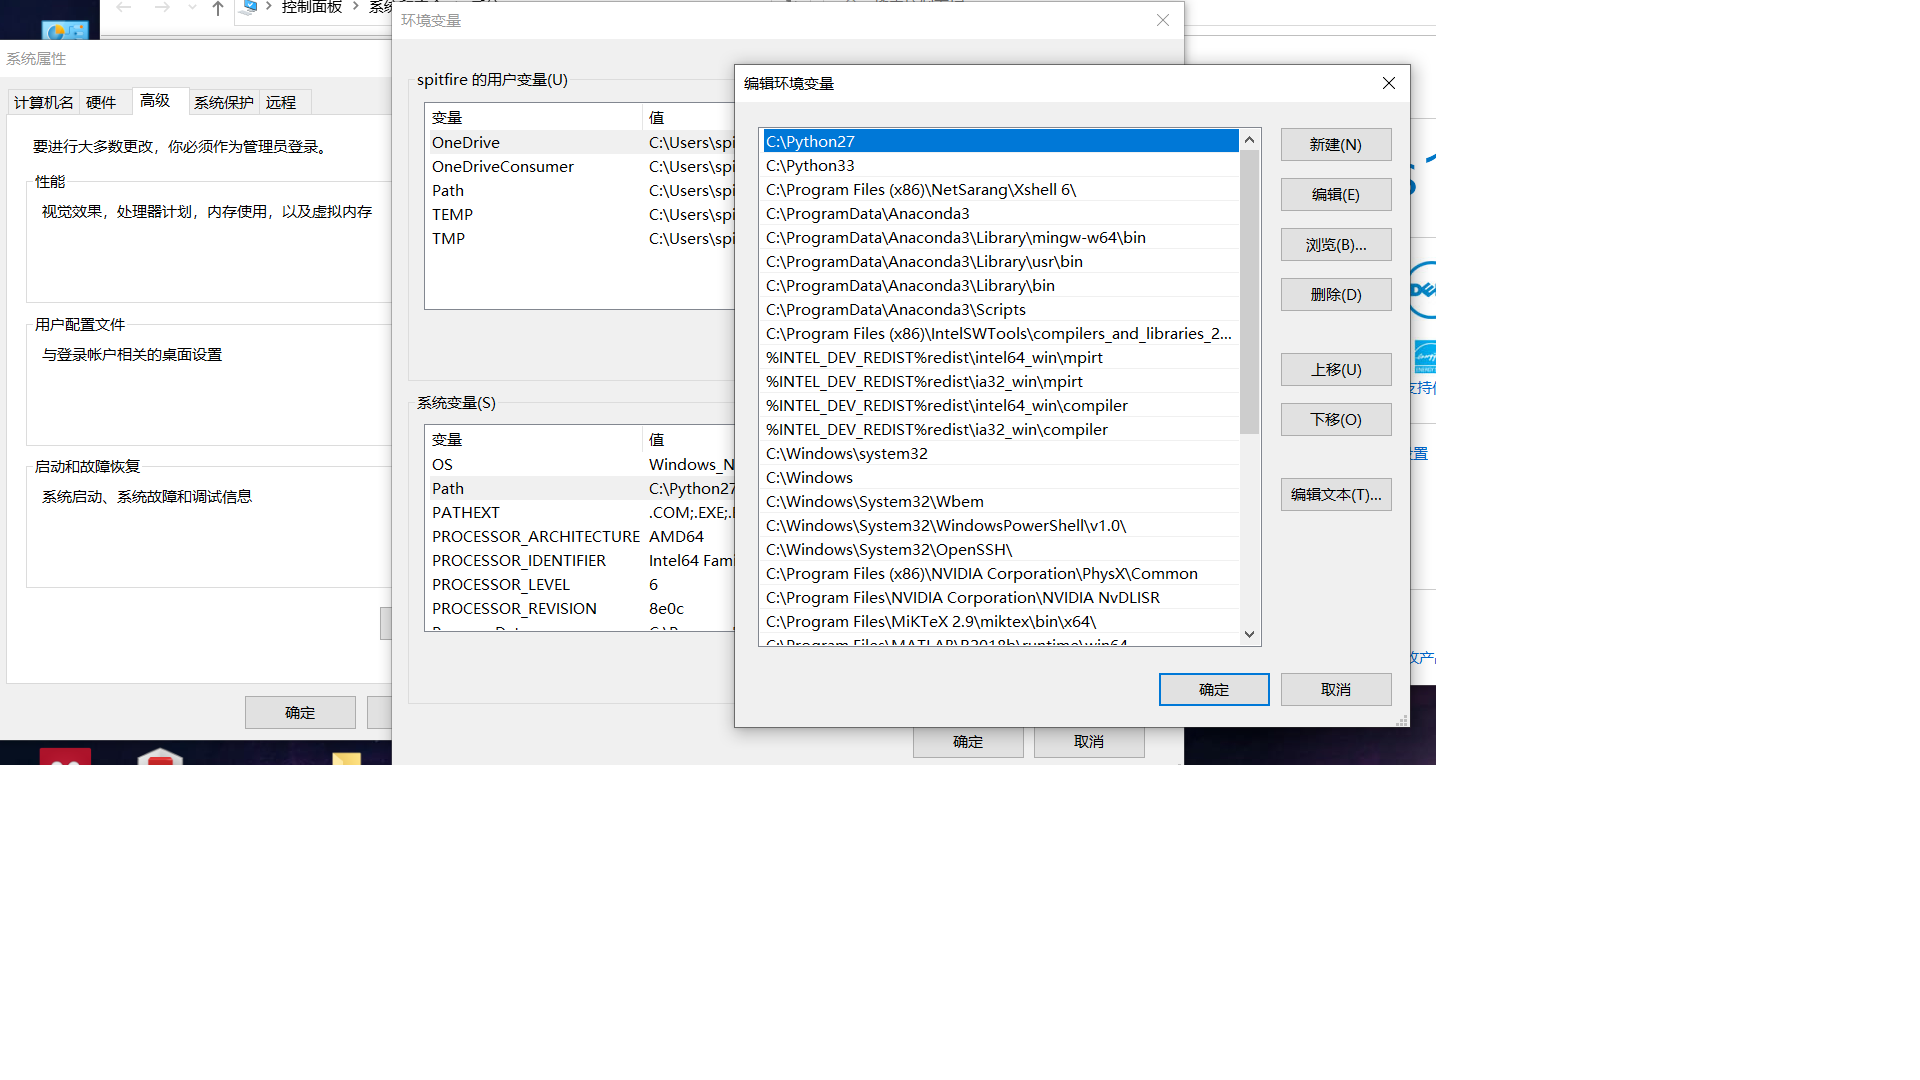 控制面板
环境变量
系统属性
计算机名
硬件
高级
系统保护
远程
要进行大多数更改，你必须作为管理员登录。
性能
视觉效果，处理器计划，内存使用，以及虚拟内存
用户配置文件
与登录帐户相关的桌面设置
启动和故障恢复
系统启动、系统故障和调试信息
确定
spitfire 的用户变量(U)
变量 值
OneDrive C:\Users\spi
OneDriveConsumer C:\Users\spi
Path C:\Users\spi
TEMP C:\Users\spi
TMP C:\Users\spi
系统变量(S)
变量 值
OS Windows_N
Path C:\Python27
PATHEXT .COM;.EXE;.
PROCESSOR_ARCHITECTURE AMD64
PROCESSOR_IDENTIFIER Intel64 Fami
PROCESSOR_LEVEL 6
PROCESSOR_REVISION 8e0c
确定
取消
编辑环境变量
C:\Python27
C:\Python33
C:\Program Files (x86)\NetSarang\Xshell 6\
C:\ProgramData\Anaconda3
C:\ProgramData\Anaconda3\Library\mingw-w64\bin
C:\ProgramData\Anaconda3\Library\usr\bin
C:\ProgramData\Anaconda3\Library\bin
C:\ProgramData\Anaconda3\Scripts
C:\Program Files (x86)\IntelSWTools\compilers_and_libraries_2...
%INTEL_DEV_REDIST%redist\intel64_win\mpirt
%INTEL_DEV_REDIST%redist\ia32_win\mpirt
%INTEL_DEV_REDIST%redist\intel64_win\compiler
%INTEL_DEV_REDIST%redist\ia32_win\compiler
C:\Windows\system32
C:\Windows
C:\Windows\System32\Wbem
C:\Windows\System32\WindowsPowerShell\v1.0\
C:\Windows\System32\OpenSSH\
C:\Program Files (x86)\NVIDIA Corporation\PhysX\Common
C:\Program Files\NVIDIA Corporation\NVIDIA NvDLISR
C:\Program Files\MiKTeX 2.9\miktex\bin\x64\
C:\Program Files\MATLAB\R2018b\runtime\win64
新建(N)
编辑(E)
浏览(B)...
删除(D)
上移(U)
下移(O)
编辑文本(T)...
确定
取消
支持
置
产